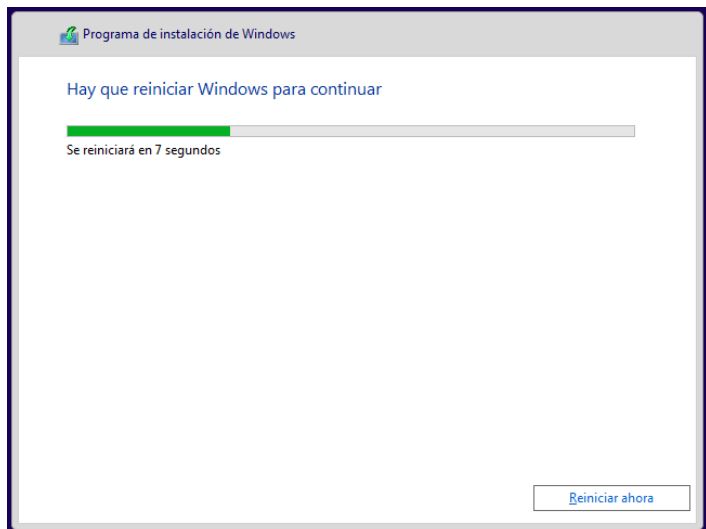 Programa de instalación de Windows
Hay que reiniciar Windows para continuar
Se reiniciará en 7 segundos
Reiniciar ahora